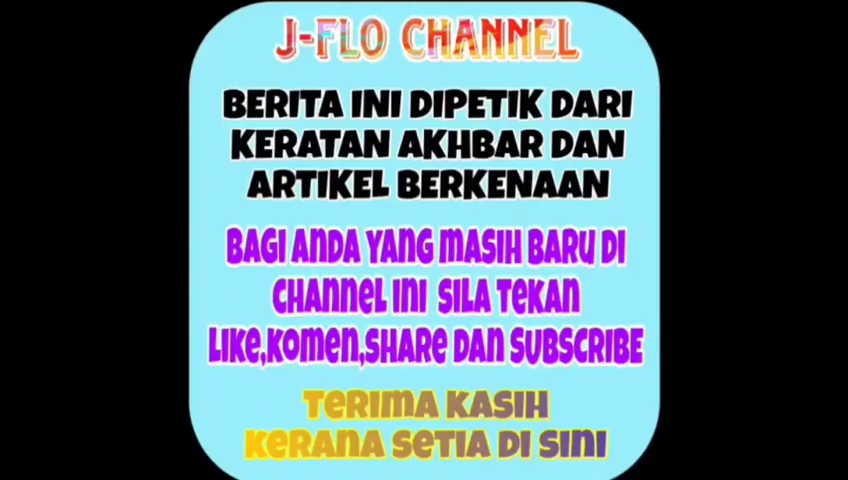 J-FLO CHANNEL
BERITA INI DIPETIK DARI
KERATAN AKHBAR DAN
ARTIKEL BERKENAAN
BAGI ANDA YANG MASIH BARU DI
CHANNEL INI SILA TEKAN
LIKE,KOMEN,SHARE DAN SUBSCRIBE
TERIMA KASIH
KERANA SETIA DI SINI